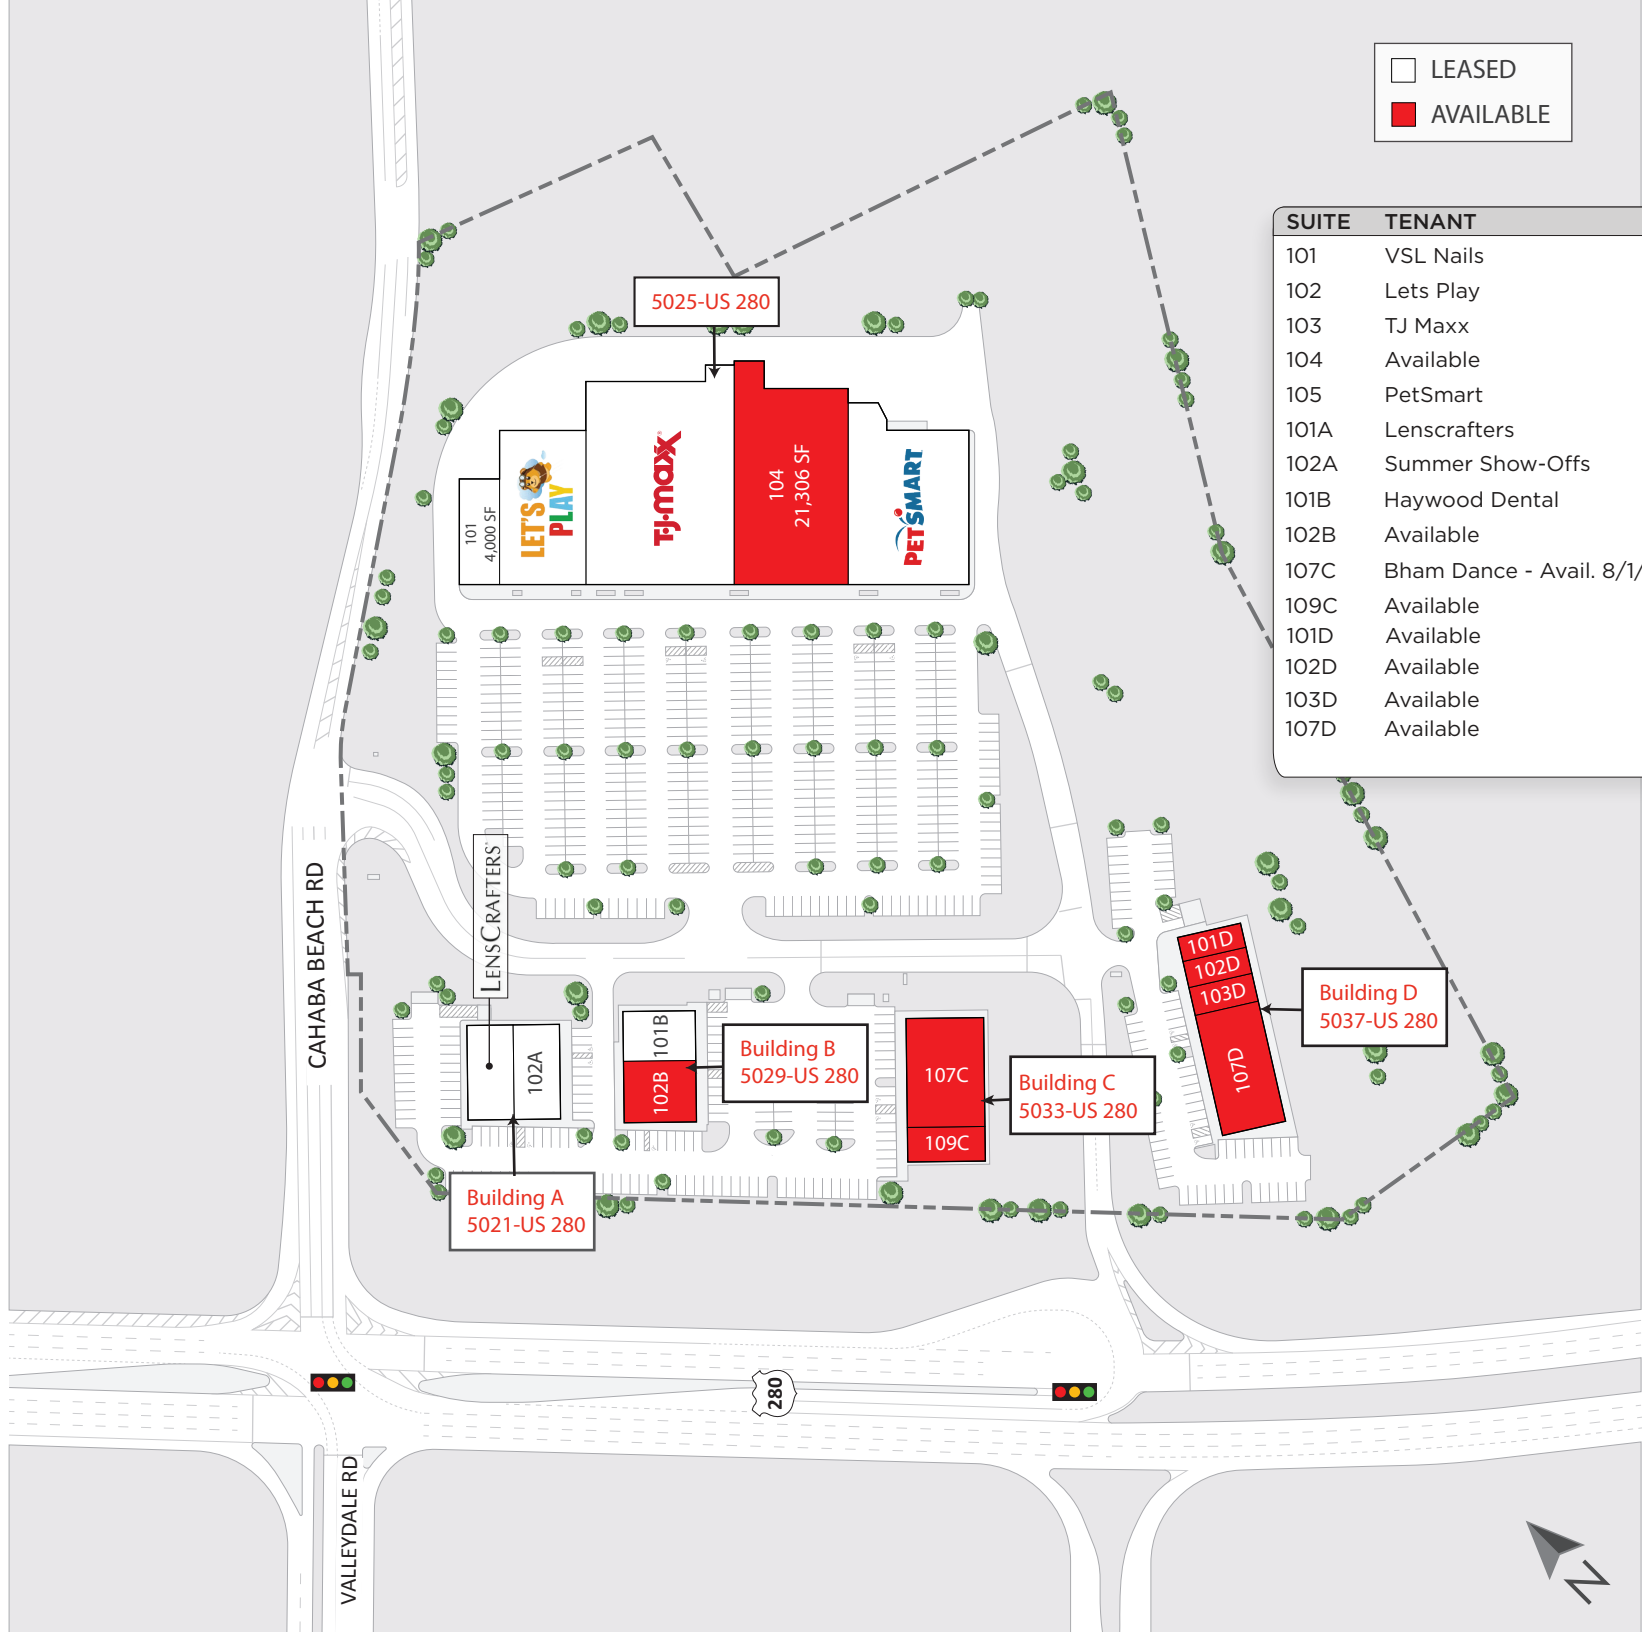 LEASED
AVAILABLE
SUITE TENANT
101 VSL Nails
102 Lets Play
103 TJ Maxx
104 Available
105 PetSmart
101A Lenscrafters
102A Summer Show-Offs
101B Haywood Dental
102B Available
107C Bham Dance - Avail. 8/1/
109C Available
101D Available
102D Available
103D Available
107D Available
5025-US 280
101
4,000 SF
LET'S
PLAY
T·J·maxx
104
21,306 SF
PETSMART
CAHABA BEACH RD
LENSCRAFTERS
102A
101B
102B
107C
109C
101D
102D
103D
107D
Building A
5021-US 280
Building B
5029-US 280
Building C
5033-US 280
Building D
5037-US 280
280
VALLEYDALE RD
N